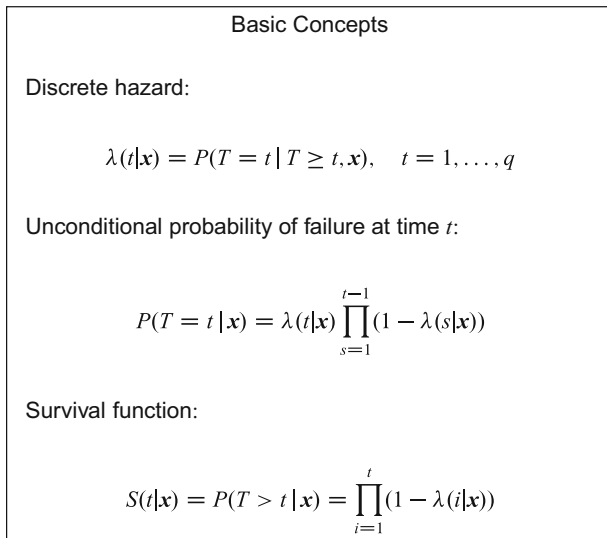 Basic Concepts
Discrete hazard:
λ(t|x) = P(T = t | T ≥ t, x),   t = 1, . . . , q
Unconditional probability of failure at time t:
P(T = t | x) = λ(t|x) ∏_{s=1}^{t−1} (1 − λ(s|x))
Survival function:
S(t|x) = P(T > t | x) = ∏_{i=1}^{t} (1 − λ(i|x))